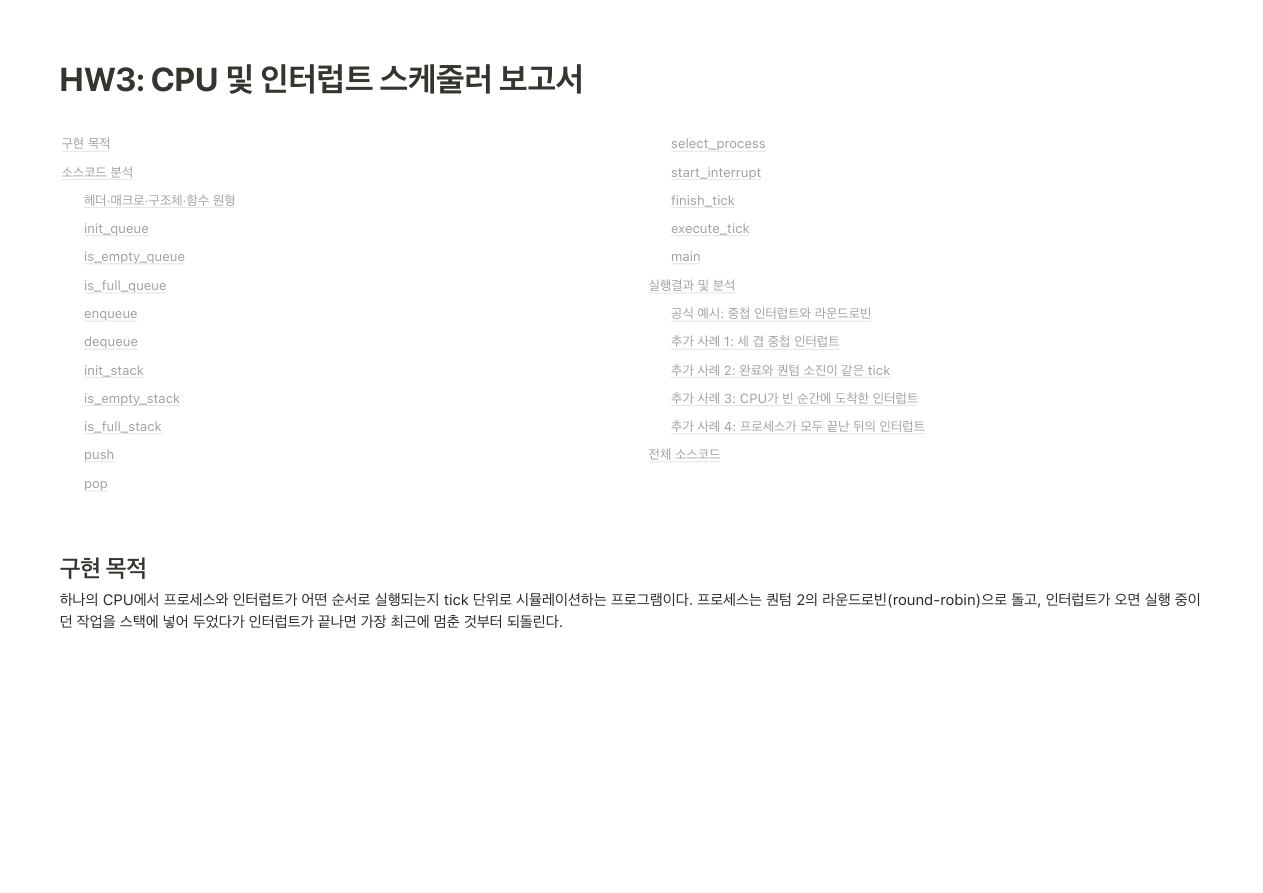 HW3: CPU 및 인터럽트 스케줄러 보고서
구현 목적
소스코드 분석
헤더·매크로·구조체·함수 원형
init_queue
is_empty_queue
is_full_queue
enqueue
dequeue
init_stack
is_empty_stack
is_full_stack
push
pop
select_process
start_interrupt
finish_tick
execute_tick
main
실행결과 및 분석
공식 예시: 중첩 인터럽트와 라운드로빈
추가 사례 1: 세 겹 중첩 인터럽트
추가 사례 2: 완료와 퀀텀 소진이 같은 tick
추가 사례 3: CPU가 빈 순간에 도착한 인터럽트
추가 사례 4: 프로세스가 모두 끝난 뒤의 인터럽트
전체 소스코드
구현 목적
하나의 CPU에서 프로세스와 인터럽트가 어떤 순서로 실행되는지 tick 단위로 시뮬레이션하는 프로그램이다. 프로세스는 퀀텀 2의 라운드로빈(round-robin)으로 돌고, 인터럽트가 오면 실행 중이
던 작업을 스택에 넣어 두었다가 인터럽트가 끝나면 가장 최근에 멈춘 것부터 되돌린다.